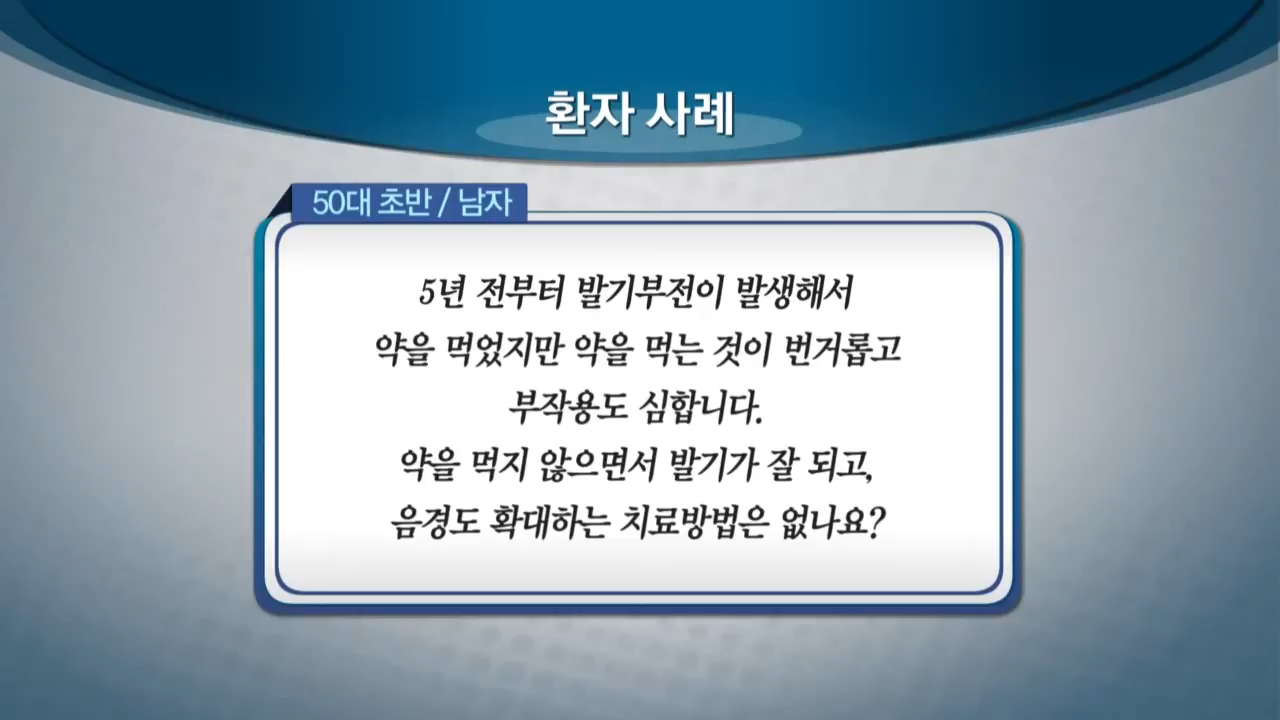 환자 사례
50대 초반 / 남자
5년 전부터 발기부전이 발생해서
약을 먹었지만 약을 먹는 것이 번거롭고
부작용도 심합니다.
약을 먹지 않으면서 발기가 잘 되고,
음경도 확대하는 치료방법은 없나요?